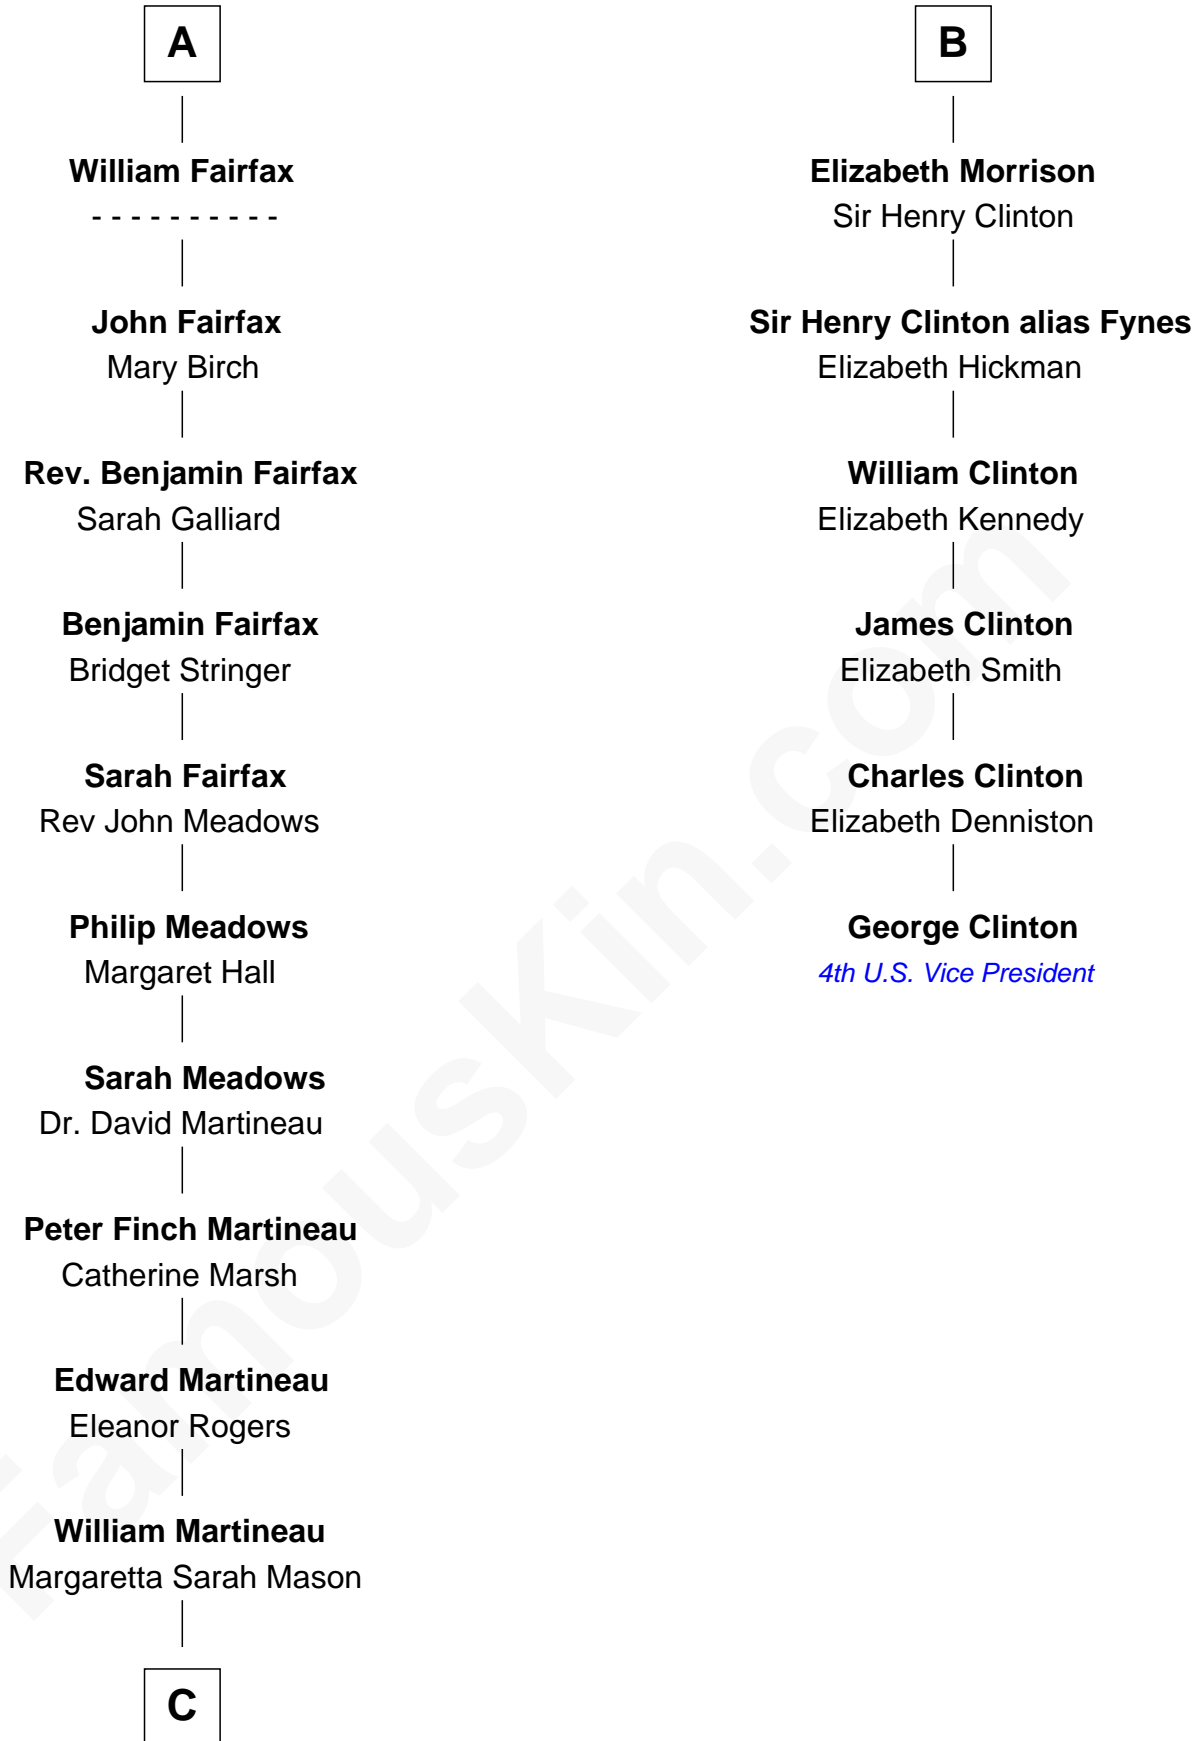 A
William Fairfax
- - - - - - - - - -
John Fairfax
Mary Birch
Rev. Benjamin Fairfax
Sarah Galliard
Benjamin Fairfax
Bridget Stringer
Sarah Fairfax
Rev John Meadows
Philip Meadows
Margaret Hall
Sarah Meadows
Dr. David Martineau
Peter Finch Martineau
Catherine Marsh
Edward Martineau
Eleanor Rogers
William Martineau
Margaretta Sarah Mason
C
B
Elizabeth Morrison
Sir Henry Clinton
Sir Henry Clinton alias Fynes
Elizabeth Hickman
William Clinton
Elizabeth Kennedy
James Clinton
Elizabeth Smith
Charles Clinton
Elizabeth Denniston
George Clinton
4th U.S. Vice President
FamousKin.com